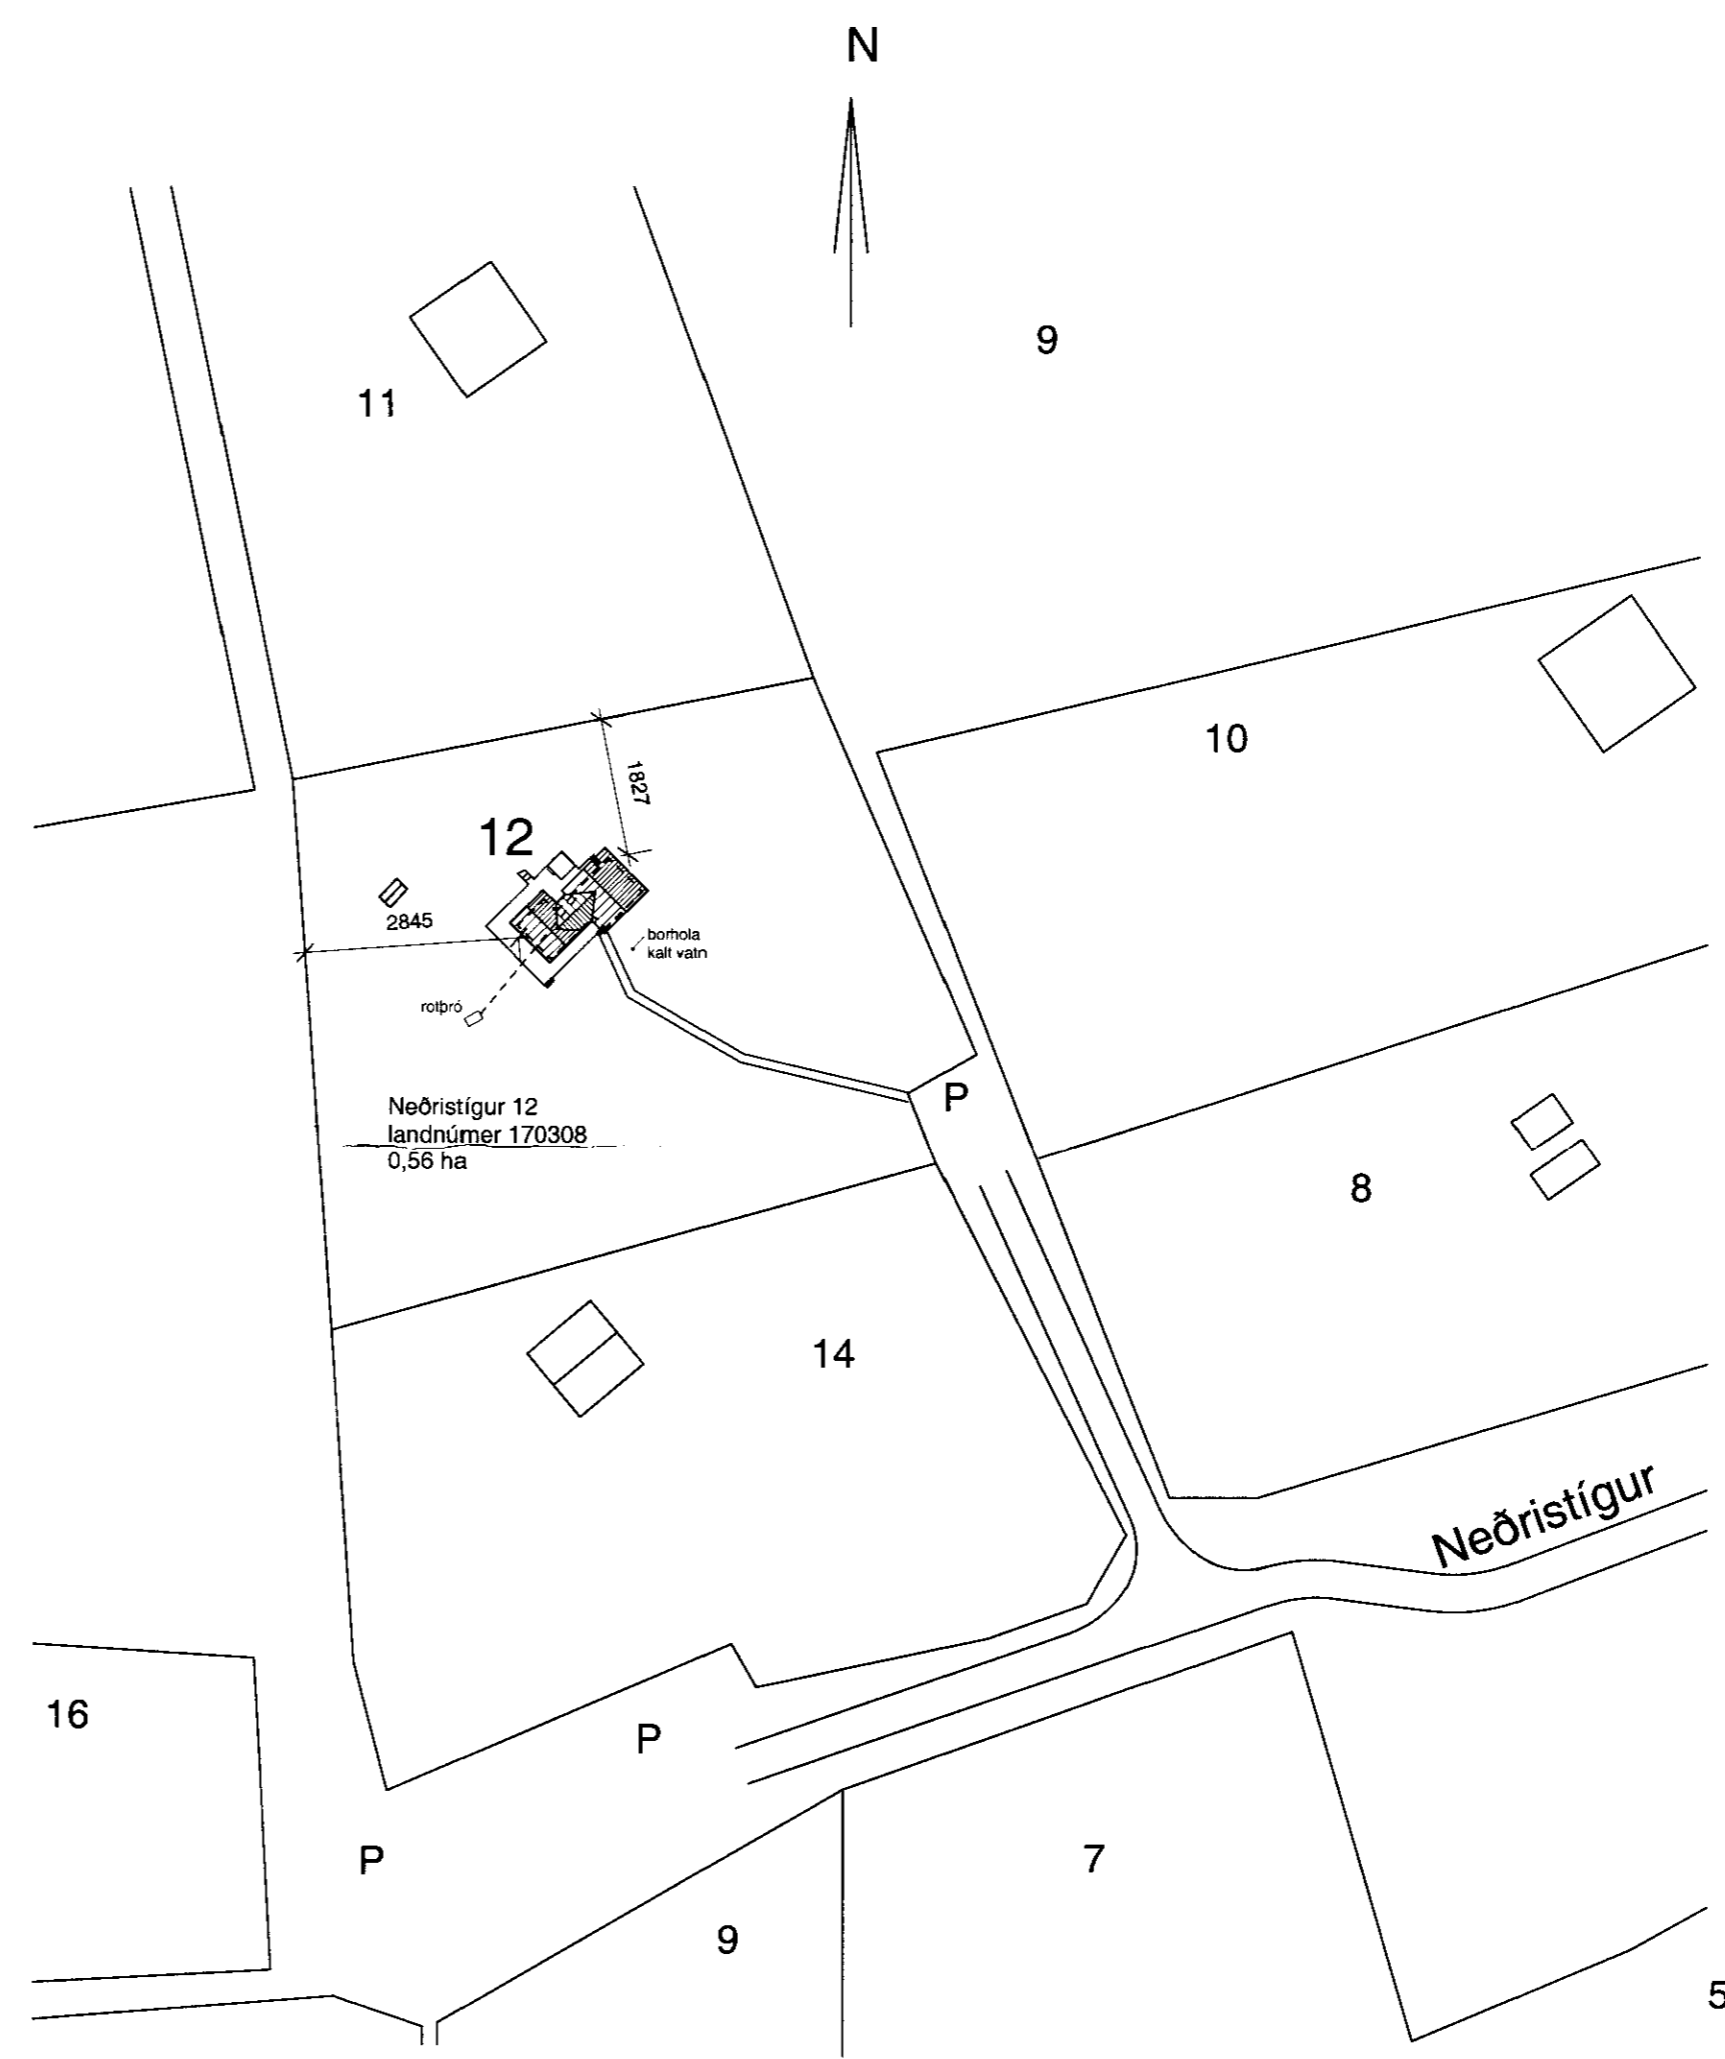 N
9
11
10
1827
12
2845
borhola
kalt vatn
rotþró
P
Neðristígur 12
landnúmer 170308
0,56 ha
8
14
Neðristígur
16
P
P
7
9
5